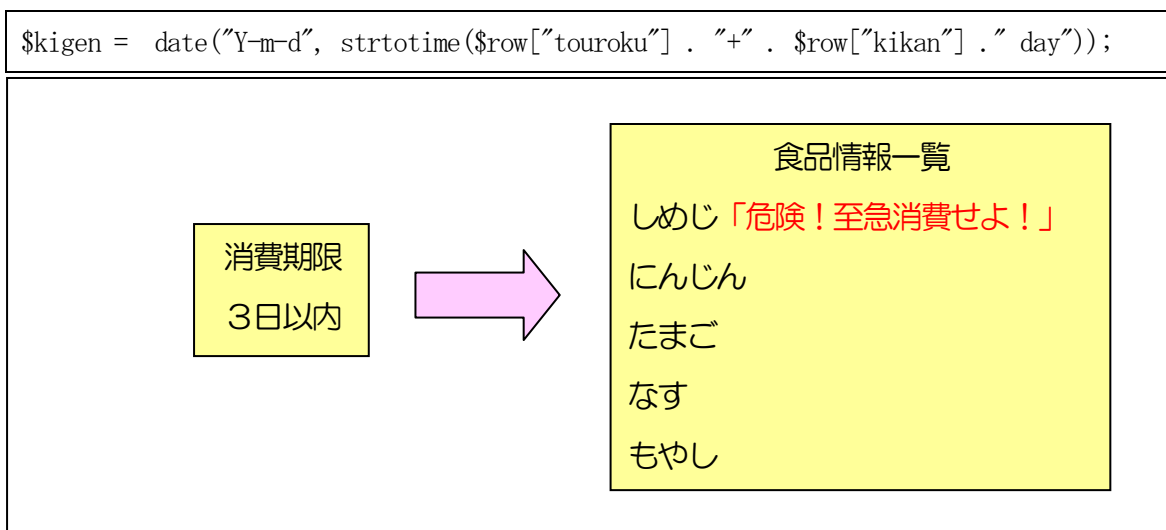 $kigen = date("Y-m-d", strtotime($row["touroku"] . "+" . $row["kikan"] ." day"));
消費期限
３日以内
食品情報一覧
しめじ「危険！至急消費せよ！」
にんじん
たまご
なす
もやし